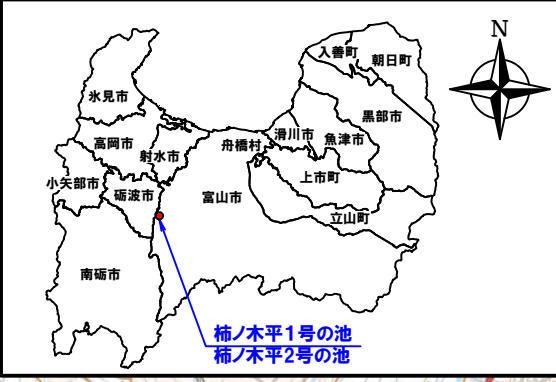 N
入善町
朝日町
氷見市
黒部市
滑川市
魚津市
高岡市
射水市
舟橋村
上市町
小矢部市
砺波市
富山市
立山町
南砺市
柿ノ木平1号の池
柿ノ木平2号の池